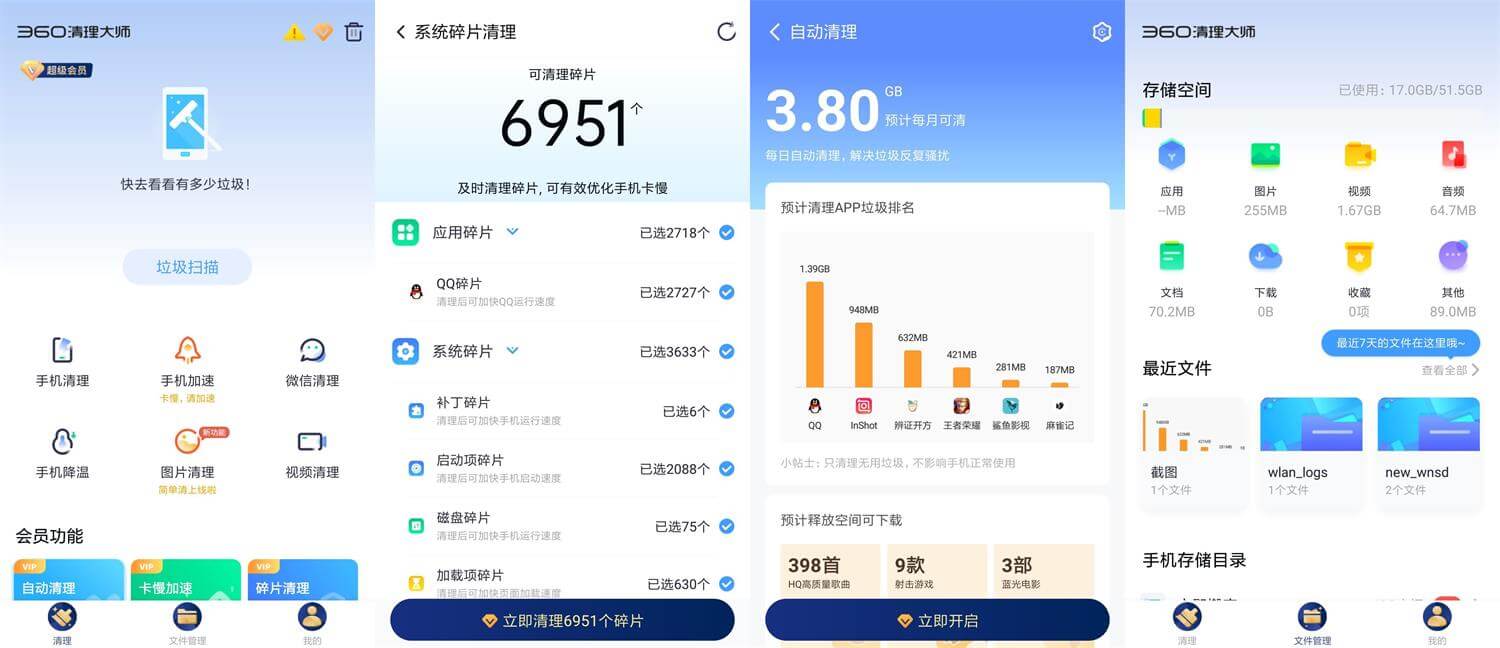 360清理大师
超级会员
快去看看有多少垃圾!
垃圾扫描
手机清理
手机加速
微信清理
卡慢,请加速
新功能
手机降温
图片清理
视频清理
简单清上线啦
会员功能
VIP
自动清理
VIP
卡慢加速
VIP
碎片清理
清理
文件管理
我的
系统碎片清理
可清理碎片
6951个
及时清理碎片, 可有效优化手机卡慢
应用碎片
已选2718个
QQ碎片
清理后可加快QQ运行速度
已选2727个
系统碎片
已选3633个
补丁碎片
清理后可加快手机运行速度
已选6个
启动项碎片
清理后可加快手机启动速度
已选2088个
磁盘碎片
清理后可加快手机运行速度
已选75个
加载项碎片
清理后可加快页面加载速度
已选630个
立即清理6951个碎片
自动清理
3.80 GB
预计每月可清
每日自动清理，解决垃圾反复骚扰
预计清理APP垃圾排名
1.39GB
948MB
632MB
421MB
281MB
187MB
QQ
InShot
辨证开方
王者荣耀
鲨鱼影视
麻雀记
小帖士：只清理无用垃圾，不影响手机正常使用
预计释放空间可下载
398首
HQ高质量歌曲
9款
射击游戏
3部
蓝光电影
立即开启
360清理大师
存储空间
已使用：17.0GB/51.5GB
应用
图片
视频
音频
--MB
255MB
1.67GB
64.7MB
文档
下载
收藏
其他
70.2MB
0B
0项
89.0MB
最近7天的文件在这里哦~
最近文件
查看全部
截图
1个文件
wlan_logs
1个文件
new_wnsd
2个文件
手机存储目录
清理
文件管理
我的